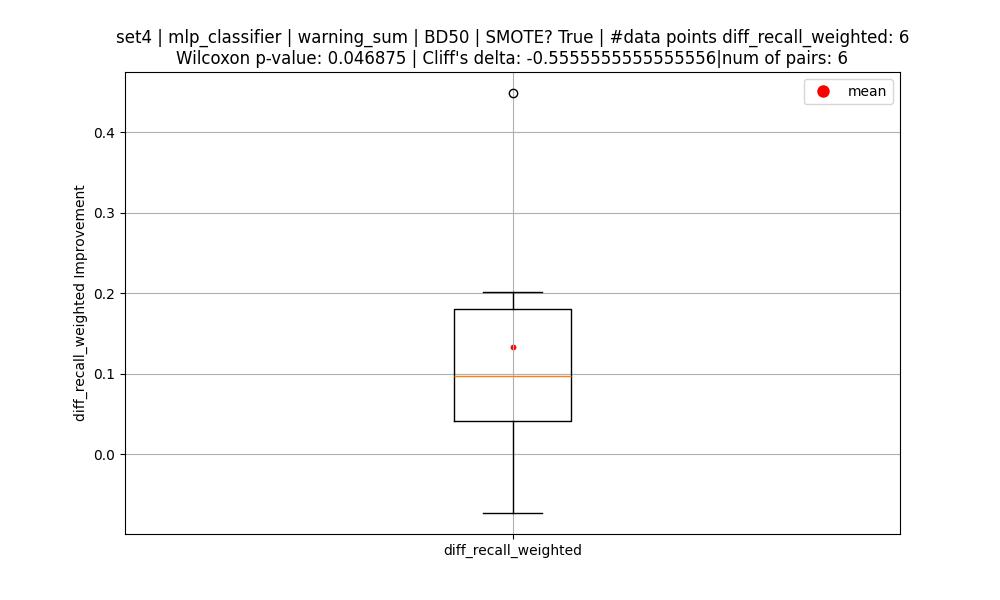 set4 | mlp_classifier | warning_sum | BD50 | SMOTE? True | #data points diff_recall_weighted: 6
Wilcoxon p-value: 0.046875 | Cliff's delta: -0.5555555555555556|num of pairs: 6
mean
0.4
0.3
0.2
0.1
0.0
diff_recall_weighted Improvement
diff_recall_weighted